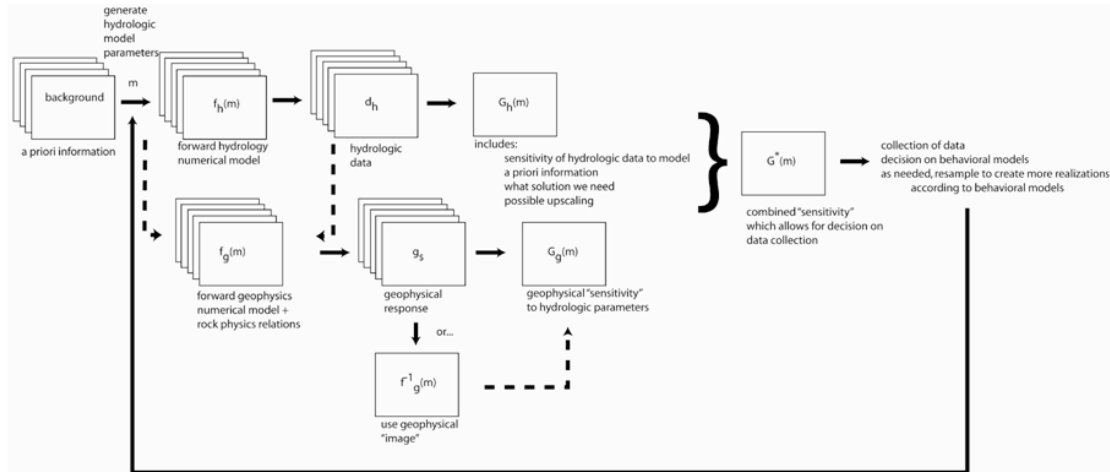 generate
hydrologic
model
parameters
m
background
a priori information
fh(m)
forward hydrology
numerical model
dh
hydrologic
data
Gh(m)
includes:
sensitivity of hydrologic data to model
a priori information
what solution we need
possible upscaling
}
G*(m)
combined "sensitivity"
which allows for decision on
data collection
collection of data
decision on behavioral models
as needed, resample to create more realizations
according to behavioral models
fg(m)
forward geophysics
numerical model +
rock physics relations
gs
geophysical
response
Gg(m)
geophysical "sensitivity"
to hydrologic parameters
or...
f-1g(m)
use geophysical
"image"